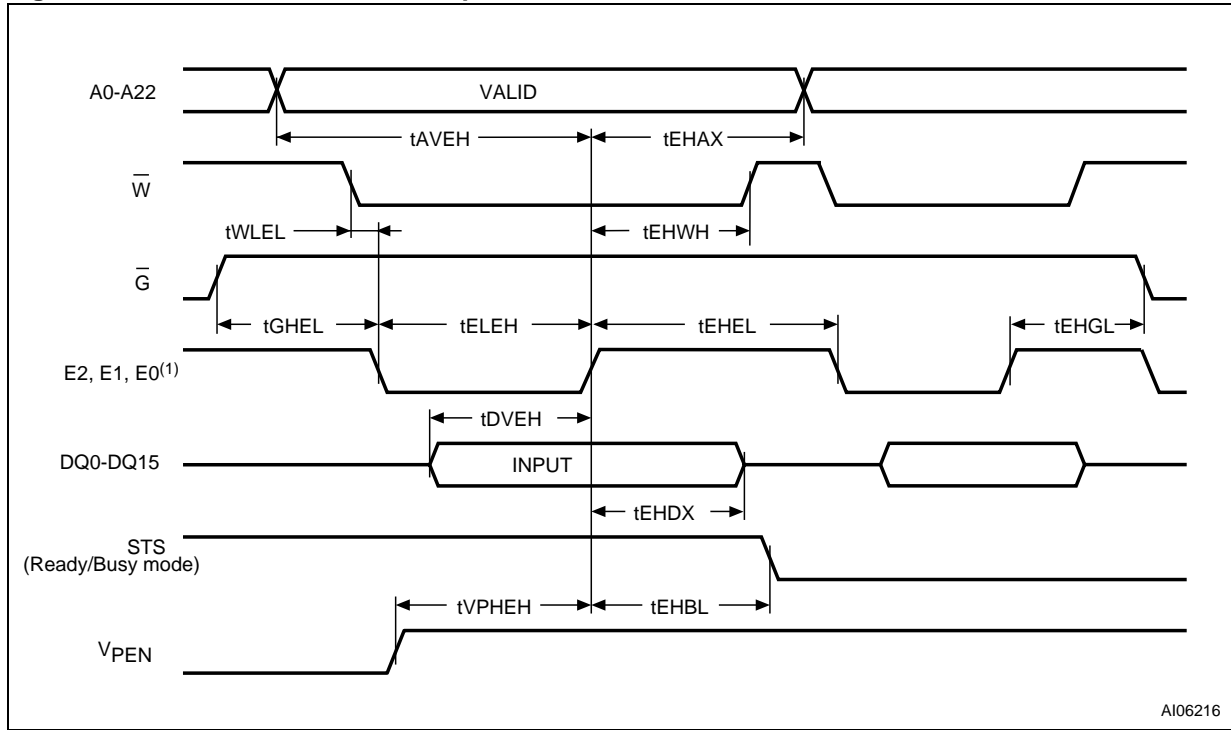 A0-A22
VALID
tAVEH
tEHAX
W
tWLEL
tEHWH
G
tGHEL
tELEH
tEHEL
tEHGL
E2, E1, E0(1)
tDVEH
DQ0-DQ15
INPUT
tEHDX
STS
(Ready/Busy mode)
tVPHEH
tEHBL
VPEN
AI06216